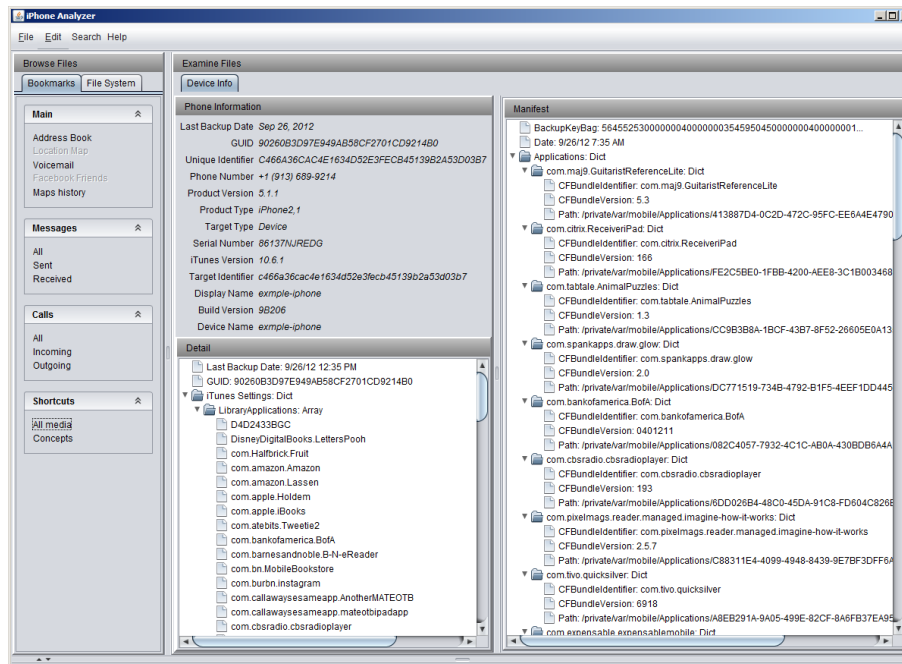 iPhone Analyzer
File Edit Search Help
Browse Files
Bookmarks File System
Main
Address Book
Location Map
Voicemail
Facebook Friends
Maps history
Messages
All
Sent
Received
Calls
All
Incoming
Outgoing
Shortcuts
All media
Concepts
Examine Files
Device Info
Phone Information
Last Backup Date Sep 26, 2012
GUID 90260B3D97E949AB58CF2701CD9214B0
Unique Identifier C466A36CAC4E1634D52E3FECB45139B2A53D03B7
Phone Number +1 (913) 689-9214
Product Version 5.1.1
Product Type iPhone2,1
Target Type Device
Serial Number 86137NJREDG
iTunes Version 10.6.1
Target Identifier c466a36cac4e1634d52e3fecb45139b2a53d03b7
Display Name exmple-iphone
Build Version 9B206
Device Name exmple-iphone
Detail
Last Backup Date: 9/26/12 12:35 PM
GUID: 90260B3D97E949AB58CF2701CD9214B0
iTunes Settings: Dict
LibraryApplications: Array
D4D2433BGC
DisneyDigitalBooks.LettersPooh
com.Halfbrick.Fruit
com.amazon.Amazon
com.amazon.Lassen
com.apple.Holdem
com.apple.iBooks
com.atebits.Tweetie2
com.bankofamerica.BofA
com.barnesandnoble.B-N-eReader
com.bn.MobileBookstore
com.burbn.instagram
com.callawaysesameapp.AnotherMATEOTB
com.callawaysesameapp.mateotbipadapp
com.cbsradio.cbsradioplayer
Manifest
BackupKeyBag: 564552530000000400000003545950450000000400000001...
Date: 9/26/12 7:35 AM
Applications: Dict
com.maj9.GuitaristReferenceLite: Dict
CFBundleIdentifier: com.maj9.GuitaristReferenceLite
CFBundleVersion: 5.3
Path: /private/var/mobile/Applications/413887D4-0C2D-472C-95FC-EE6A4E4790
com.citrix.ReceiveriPad: Dict
CFBundleIdentifier: com.citrix.ReceiveriPad
CFBundleVersion: 166
Path: /private/var/mobile/Applications/FE2C5BE0-1FBB-4200-AEE8-3C1B003468
com.tabtale.AnimalPuzzles: Dict
CFBundleIdentifier: com.tabtale.AnimalPuzzles
CFBundleVersion: 1.3
Path: /private/var/mobile/Applications/CC9B3B8A-1BCF-43B7-8F52-26605E0A13
com.spankapps.draw.glow: Dict
CFBundleIdentifier: com.spankapps.draw.glow
CFBundleVersion: 2.0
Path: /private/var/mobile/Applications/DC771519-734B-4792-B1F5-4EEF1DD445
com.bankofamerica.BofA: Dict
CFBundleIdentifier: com.bankofamerica.BofA
CFBundleVersion: 0401211
Path: /private/var/mobile/Applications/082C4057-7932-4C1C-AB0A-430BDB6A4A
com.cbsradio.cbsradioplayer: Dict
CFBundleIdentifier: com.cbsradio.cbsradioplayer
CFBundleVersion: 193
Path: /private/var/mobile/Applications/6DD026B4-48C0-45DA-91C8-FD604C826E
com.pixelmags.reader.managed.imagine-how-it-works: Dict
CFBundleIdentifier: com.pixelmags.reader.managed.imagine-how-it-works
CFBundleVersion: 2.5.7
Path: /private/var/mobile/Applications/C88311E4-4099-4948-8439-9E7BF3DFF6A
com.tivo.quicksilver: Dict
CFBundleIdentifier: com.tivo.quicksilver
CFBundleVersion: 6918
Path: /private/var/mobile/Applications/A8EB291A-9A05-499E-82CF-8A6FB37EA95
com.expensable.expensablemobile: Dict